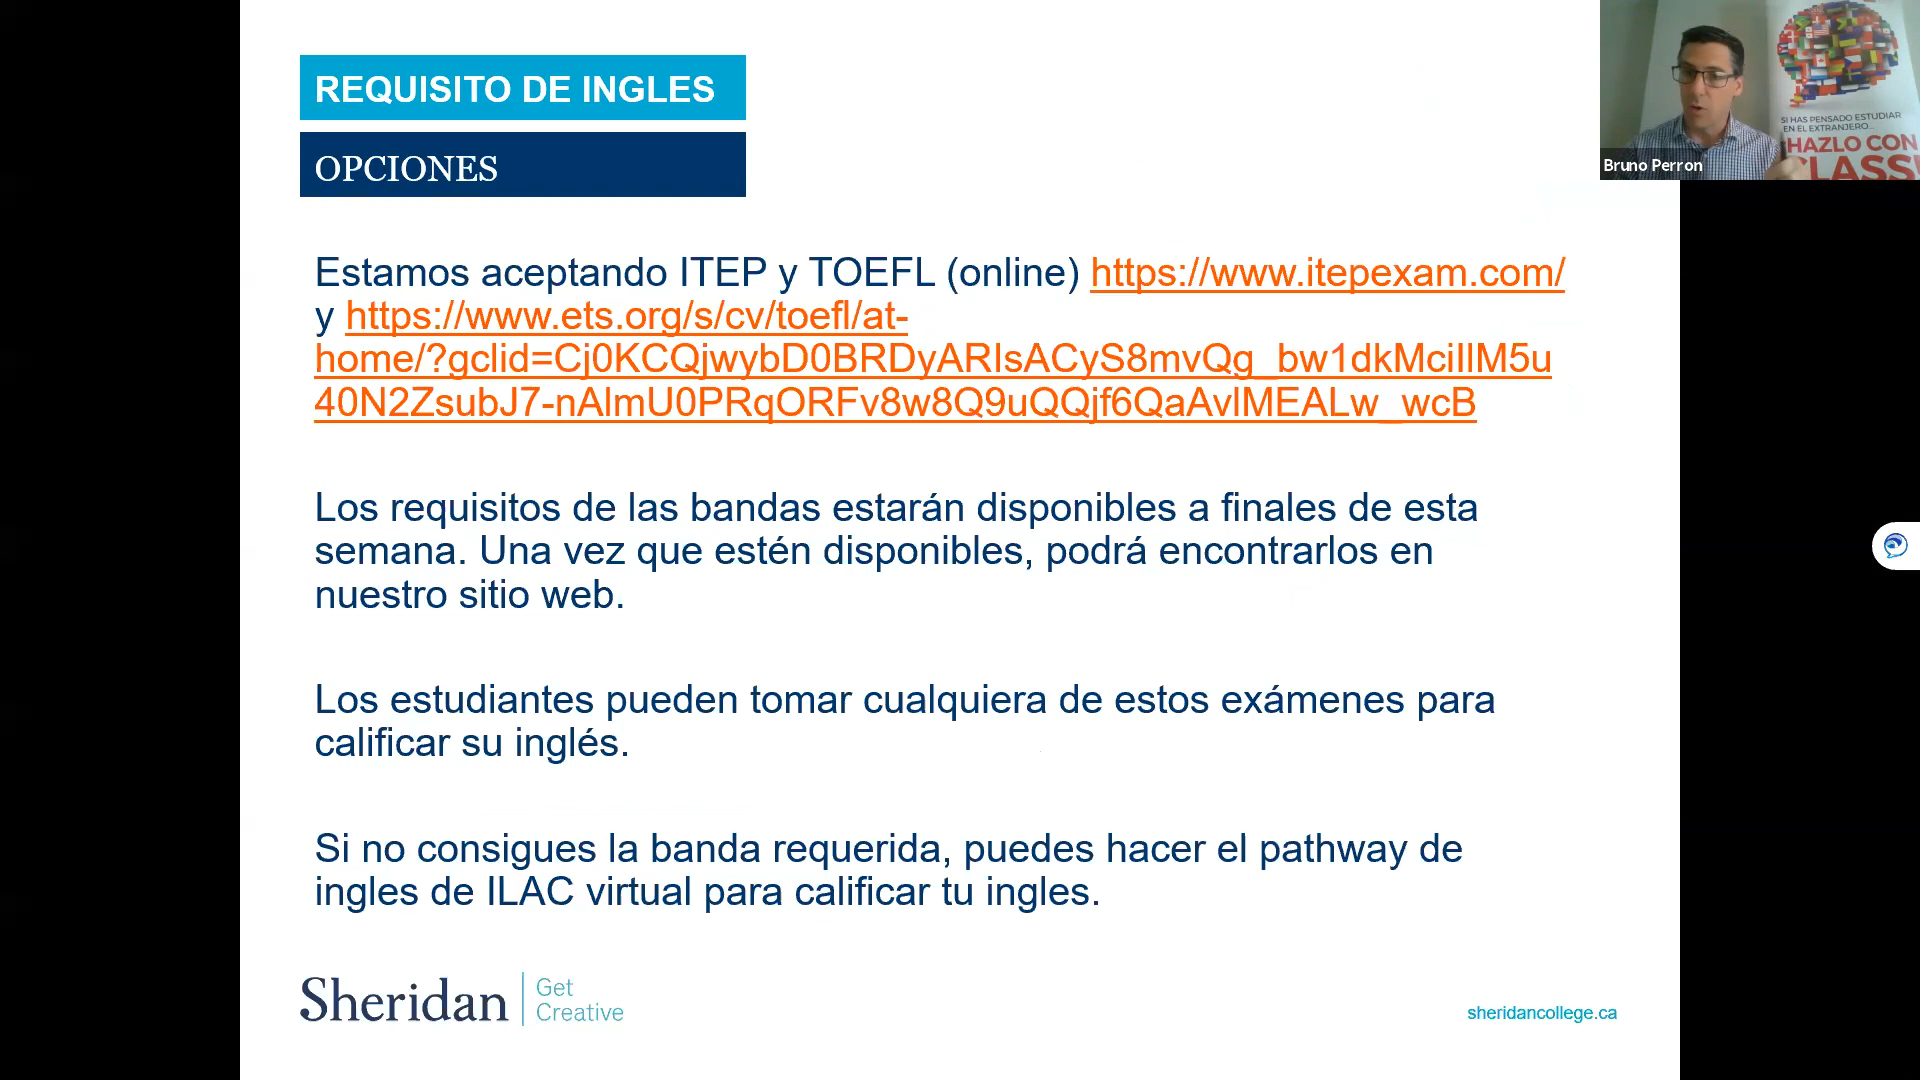 REQUISITO DE INGLES
OPCIONES
Estamos aceptando ITEP y TOEFL (online) https://www.itepexam.com/
y https://www.ets.org/s/cv/toefl/at-
home/?gclid=Cj0KCQjwybD0BRDyARIsACyS8mvQg_bw1dkMciIlM5u
40N2ZsubJ7-nAlmU0PRqORFv8w8Q9uQQjf6QaAvlMEALw_wcB
Los requisitos de las bandas estarán disponibles a finales de esta
semana. Una vez que estén disponibles, podrá encontrarlos en
nuestro sitio web.
Los estudiantes pueden tomar cualquiera de estos exámenes para
calificar su inglés.
Si no consigues la banda requerida, puedes hacer el pathway de
ingles de ILAC virtual para calificar tu ingles.
Sheridan
Get
Creative
sheridancollege.ca
SI HAS PENSADO ESTUDIAR
EN EL EXTRANJERO...
HAZLO CON
CLASS
Bruno Perron